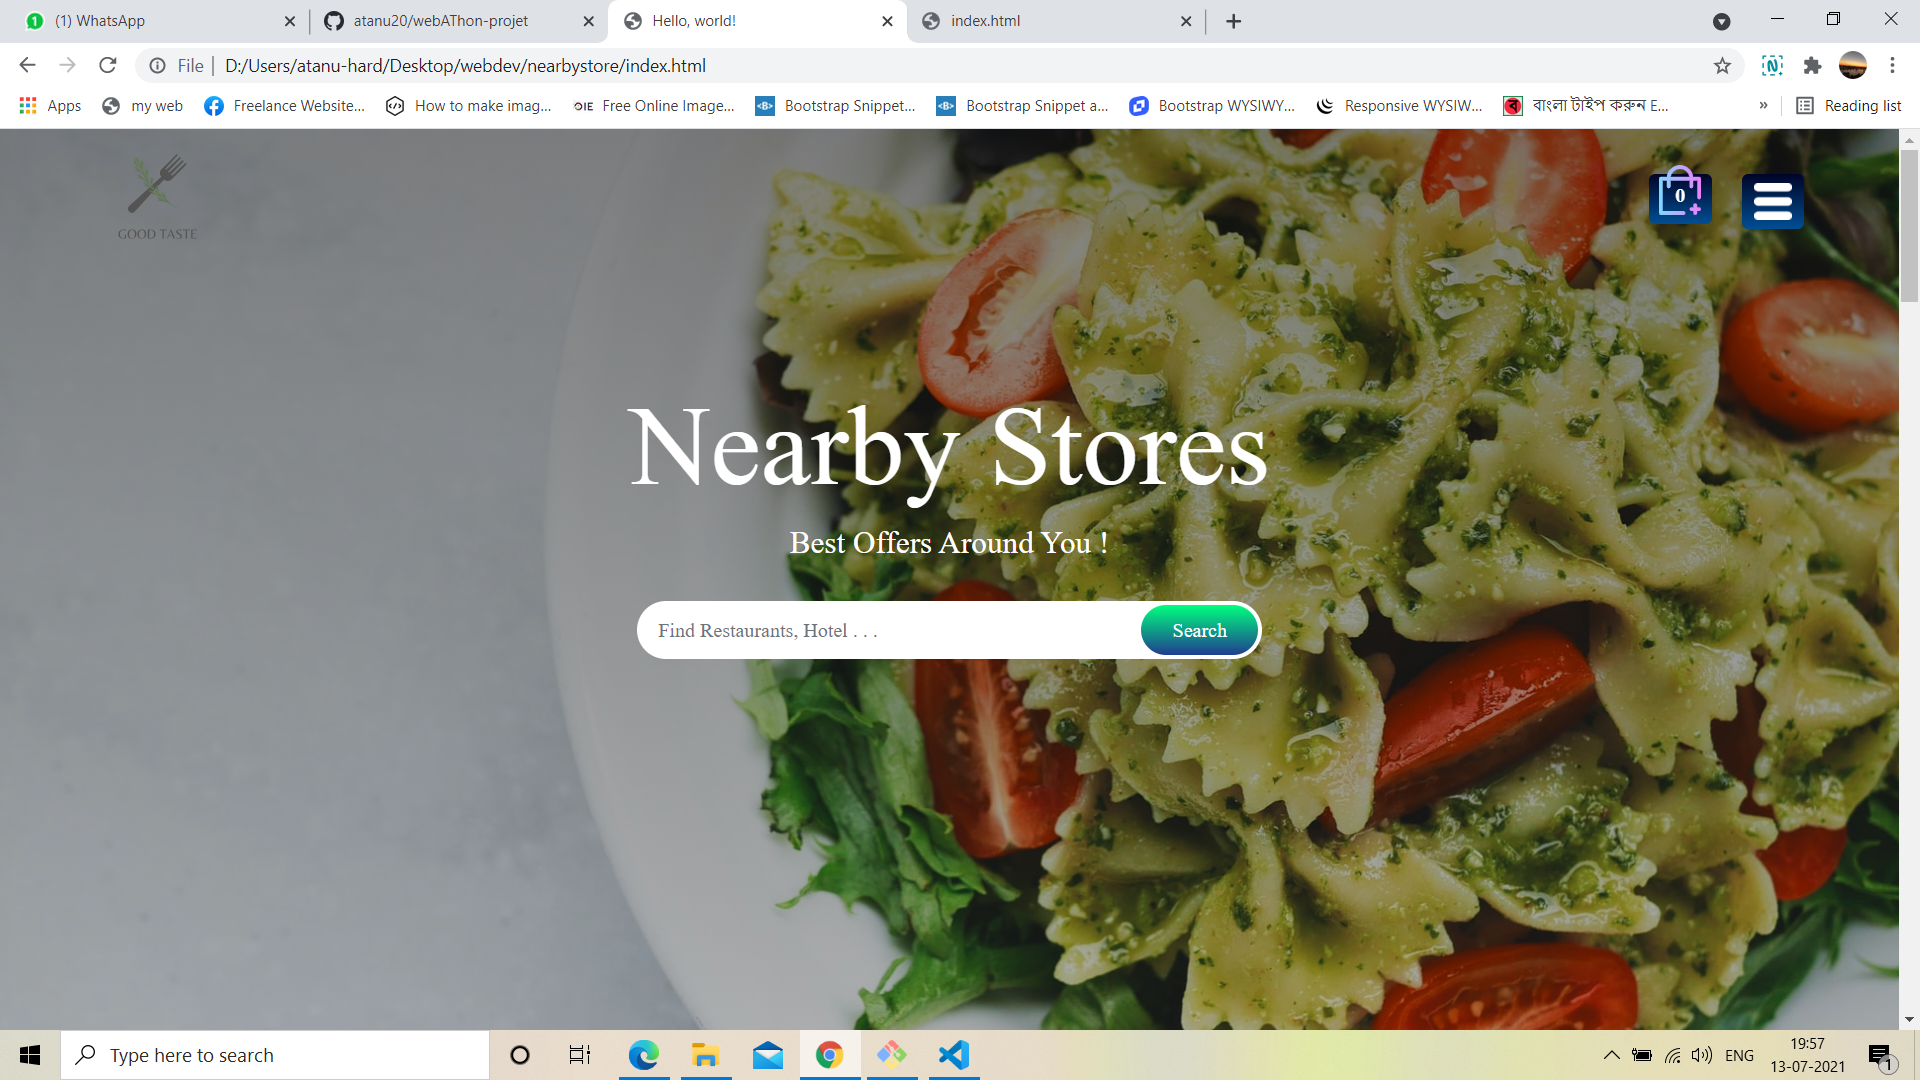 (1) WhatsApp
atanu20/webAThon-projet
Hello, world!
index.html
File
D:/Users/atanu-hard/Desktop/webdev/nearbystore/index.html
Apps
my web
Freelance Website...
How to make imag...
Free Online Image...
Bootstrap Snippet...
Bootstrap Snippet a...
Bootstrap WYSIWY...
Responsive WYSIW...
বাংলা টাইপ করুন E...
»
Reading list
GOOD TASTE
0
Nearby Stores
Best Offers Around You !
Find Restaurants, Hotel . . .
Search
Type here to search
ENG
19:57
13-07-2021
1